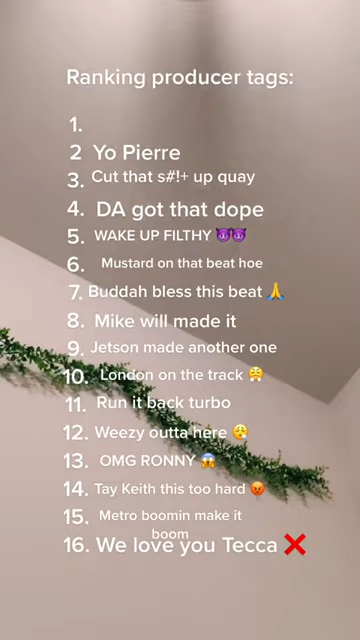 Ranking producer tags:
1.
2 Yo Pierre
3. Cut that s#!+ up quay
4. DA got that dope
5. WAKE UP FILTHY 😈😈
6. Mustard on that beat hoe
7. Buddah bless this beat 🙏
8. Mike will made it
9. Jetson made another one
10. London on the track 😤
11. Run it back turbo
12. Weezy outta here 😮‍💨
13. OMG RONNY 😱
14. Tay Keith this too hard 😡
15. Metro boomin make it
boom
16. We love you Tecca ❌